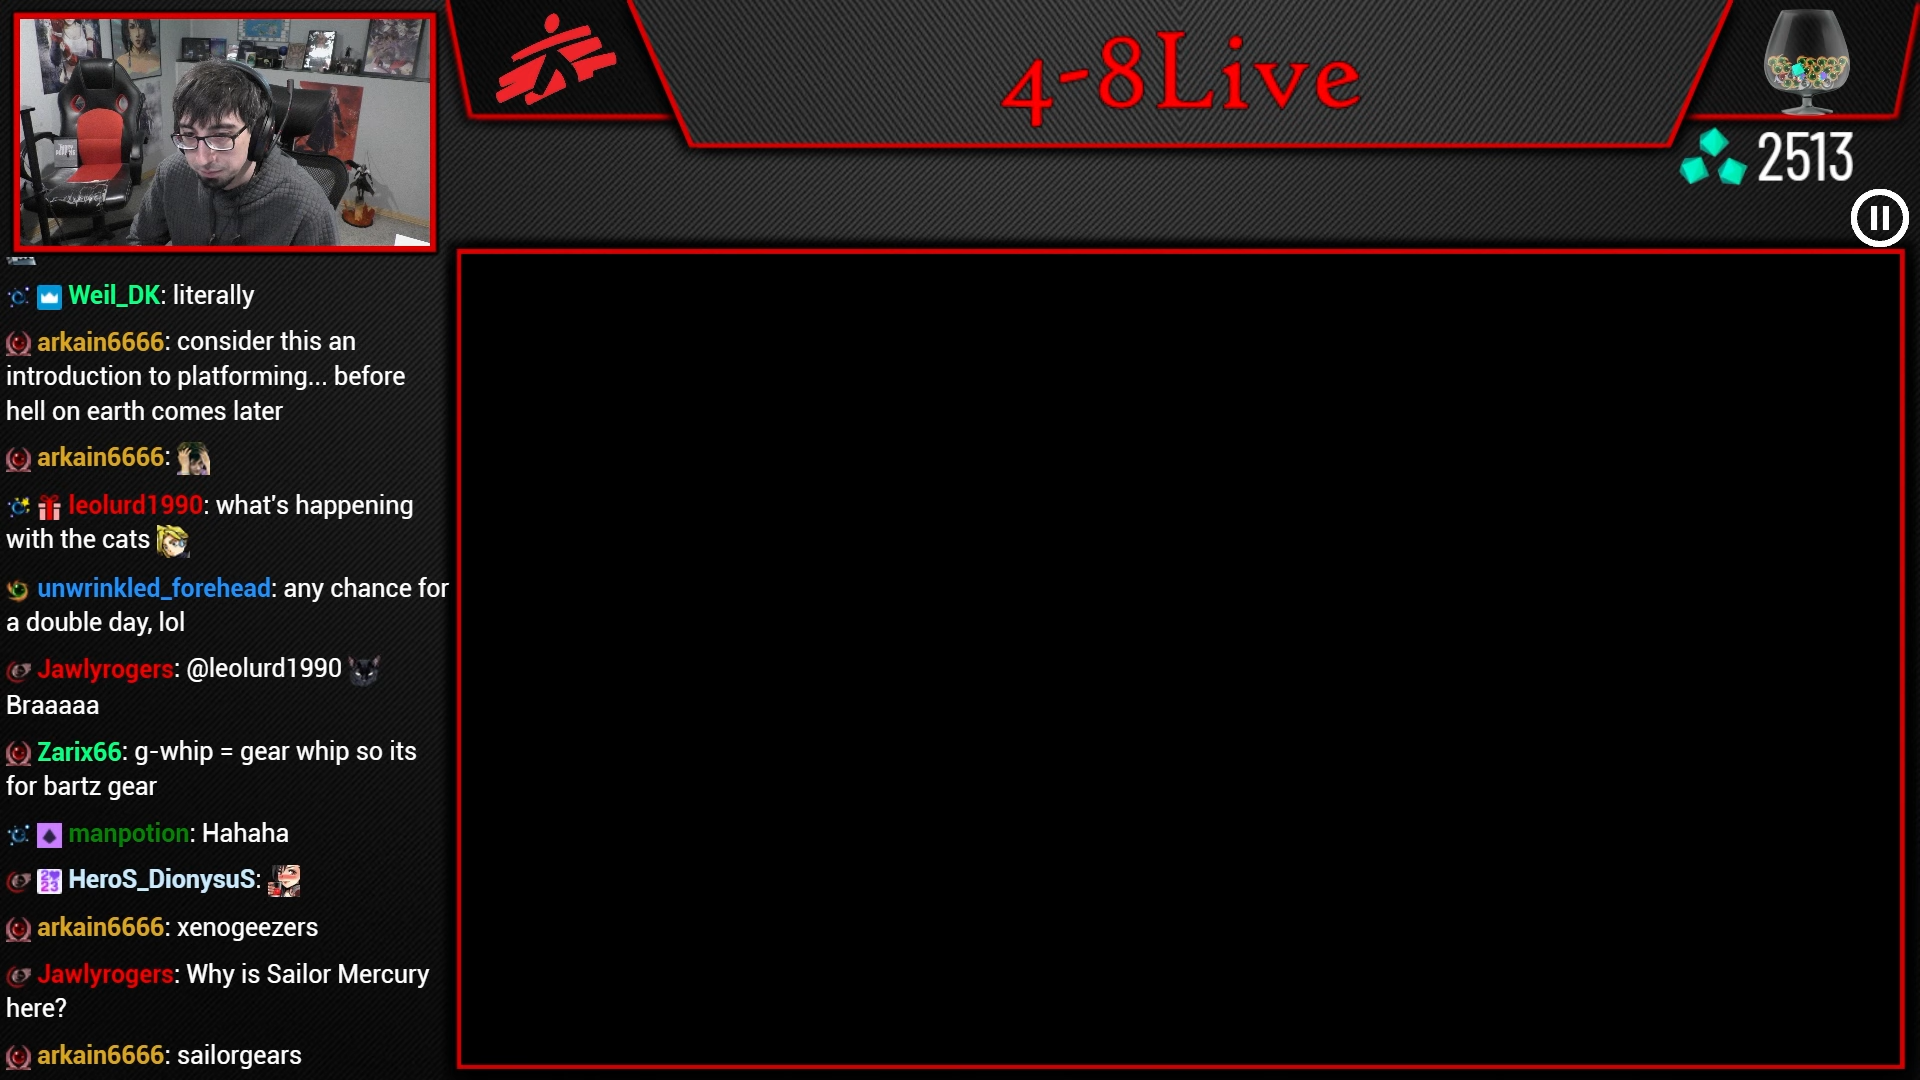 4-8Live
2513
Weil_DK: literally
arkain6666: consider this an
introduction to platforming... before
hell on earth comes later
arkain6666:
leolurd1990: what's happening
with the cats
unwrinkled_forehead: any chance for
a double day, lol
Jawlyrogers: @leolurd1990
Braaaaa
Zarix66: g-whip = gear whip so its
for bartz gear
manpotion: Hahaha
HeroS_DionysuS:
arkain6666: xenogeezers
Jawlyrogers: Why is Sailor Mercury
here?
arkain6666: sailorgears